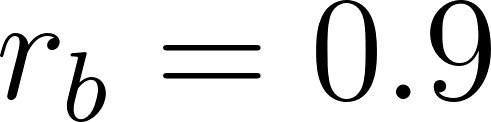 r_b = 0.9